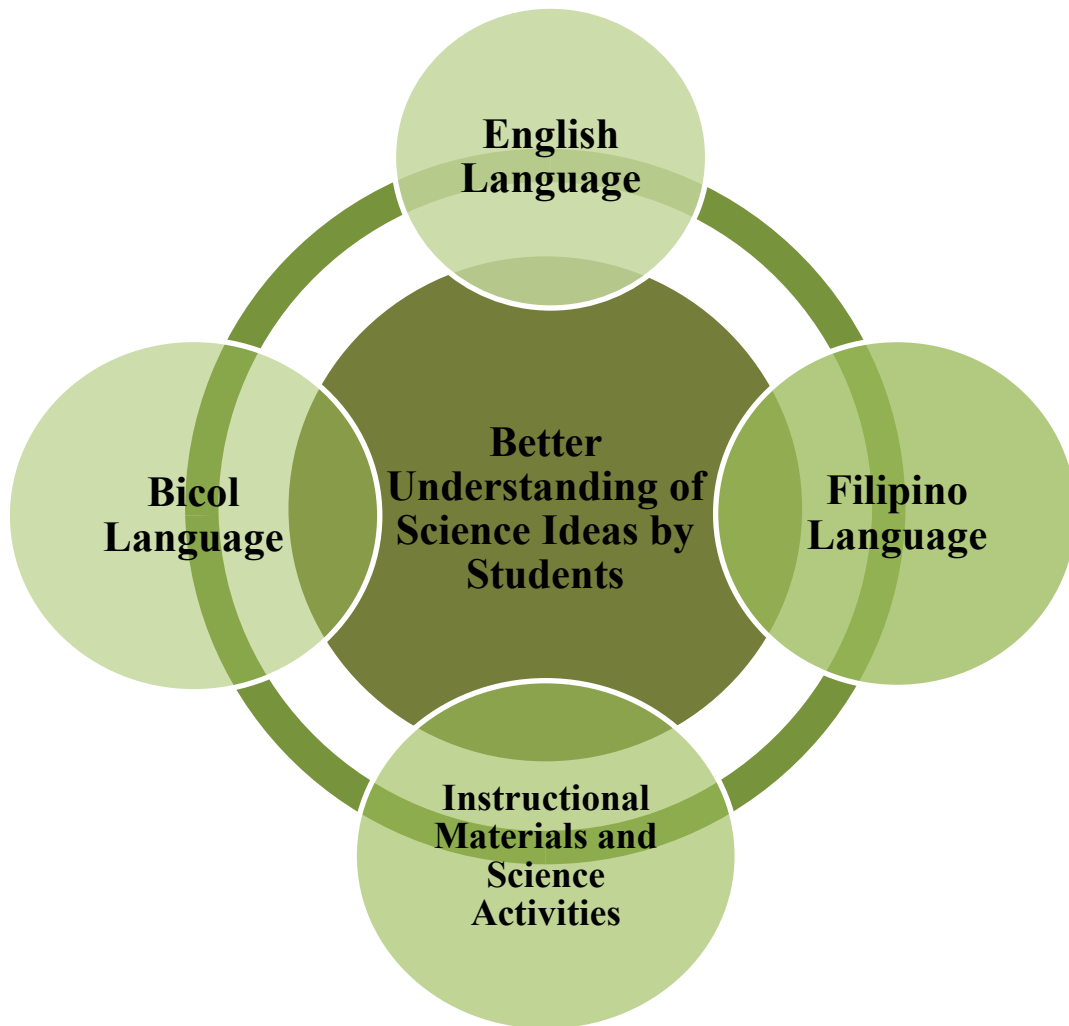 English
Language
Better
Understanding of
Science Ideas by
Students
Bicol
Language
Filipino
Language
Instructional
Materials and
Science
Activities